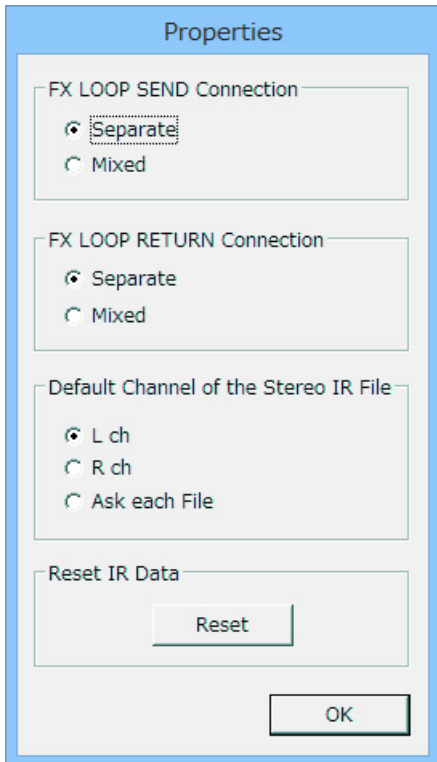 Properties
FX LOOP SEND Connection
Separate
Mixed
FX LOOP RETURN Connection
Separate
Mixed
Default Channel of the Stereo IR File
L ch
R ch
Ask each File
Reset IR Data
Reset
OK